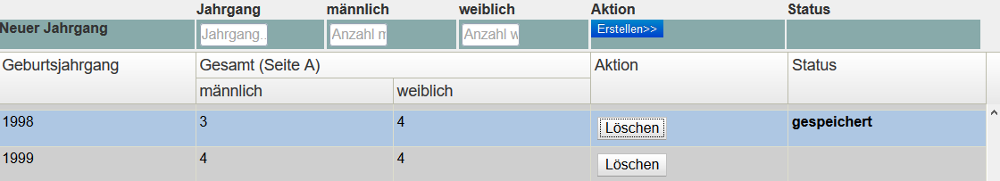 Jahrgang männlich weiblich Aktion Status
Neuer Jahrgang Jahrgang.. Anzahl m Anzahl w Erstellen>>
Geburtsjahrgang Gesamt (Seite A) Aktion Status
männlich weiblich
1998 3 4 Löschen gespeichert
1999 4 4 Löschen